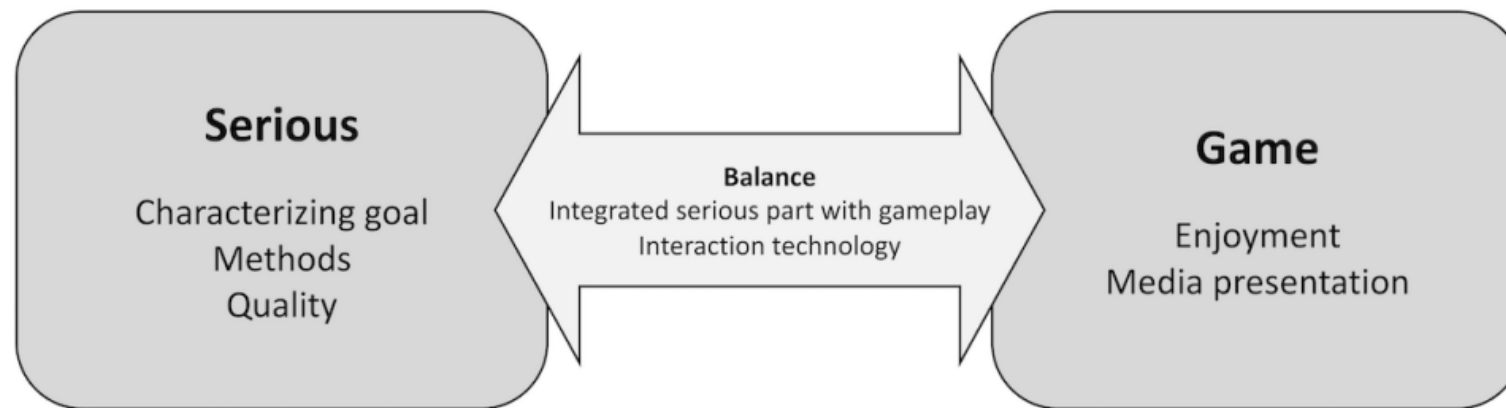 Serious
Characterizing goal
Methods
Quality
Balance
Integrated serious part with gameplay
Interaction technology
Game
Enjoyment
Media presentation